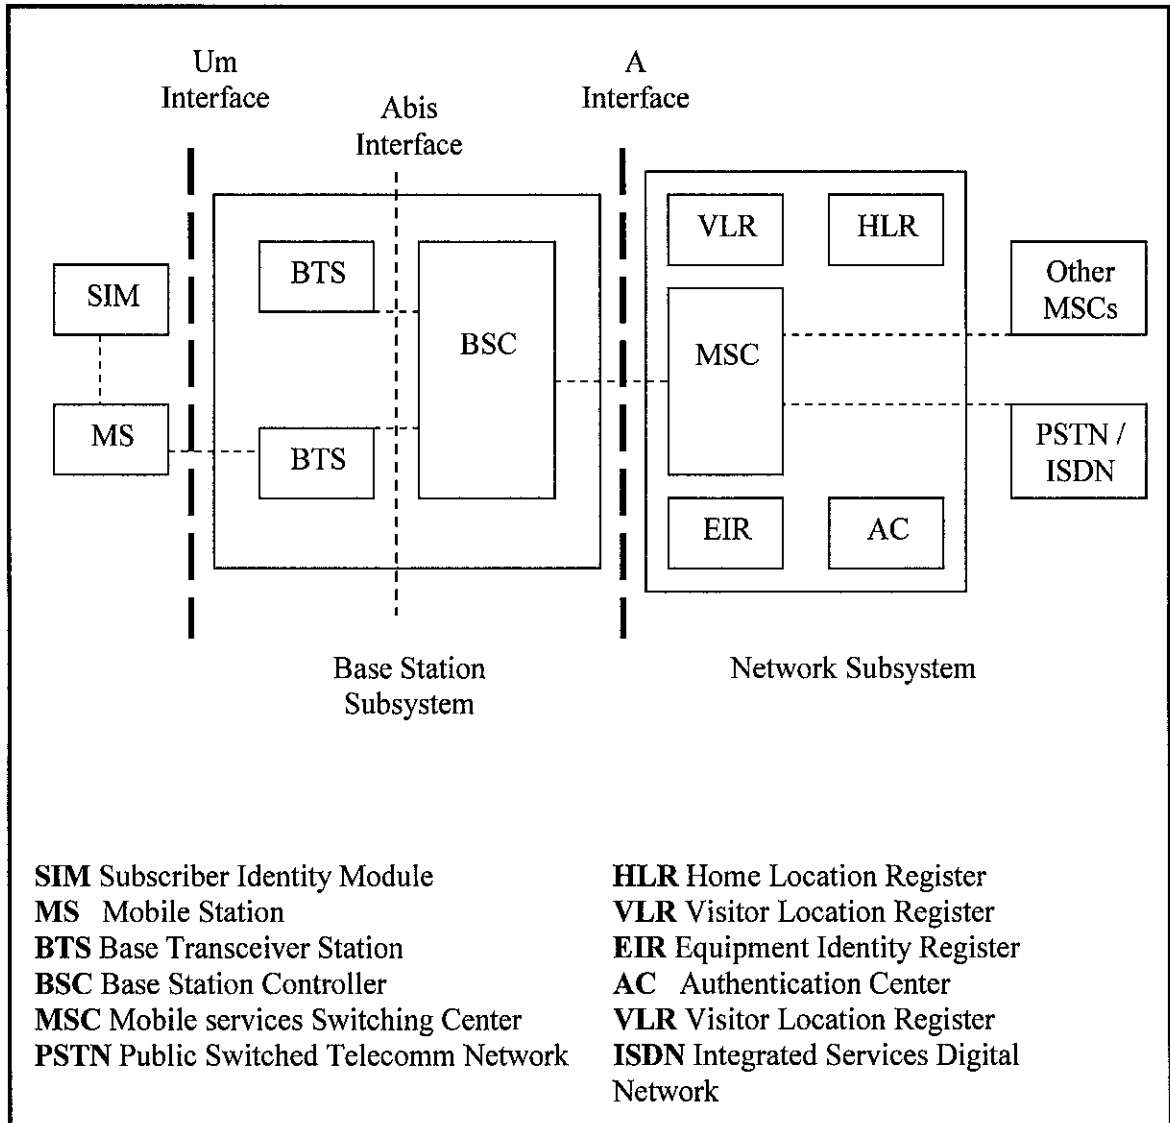 Um
Interface
Abis
Interface
A
Interface
SIM
MS
BTS
BTS
BSC
VLR
HLR
MSC
EIR
AC
Other
MSCs
PSTN /
ISDN
Base Station
Subsystem
Network Subsystem
SIM Subscriber Identity Module
MS Mobile Station
BTS Base Transceiver Station
BSC Base Station Controller
MSC Mobile services Switching Center
PSTN Public Switched Telecomm Network
HLR Home Location Register
VLR Visitor Location Register
EIR Equipment Identity Register
AC Authentication Center
VLR Visitor Location Register
ISDN Integrated Services Digital
Network